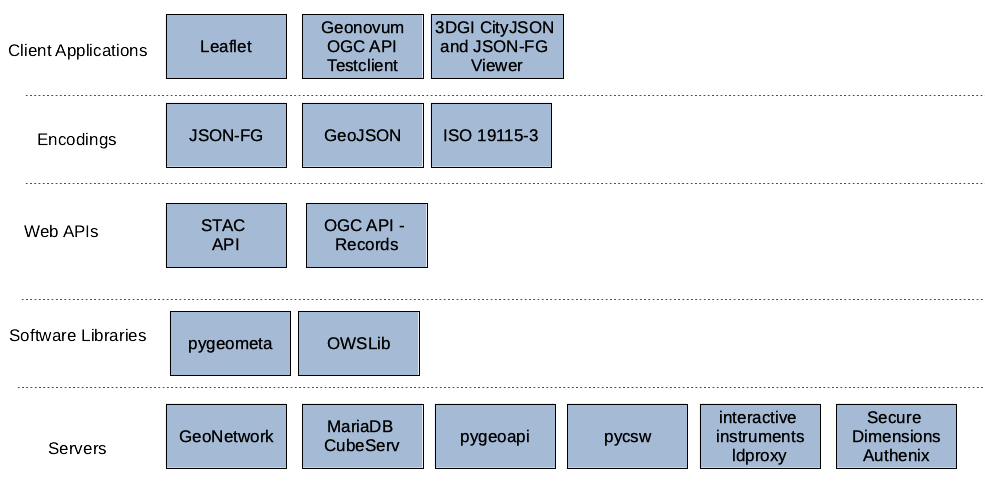 Client Applications
Leaflet
Geonovum
OGC API
Testclient
3DGI CityJSON
and JSON-FG
Viewer
Encodings
JSON-FG
GeoJSON
ISO 19115-3
Web APIs
STAC
API
OGC API -
Records
Software Libraries
pygeometa
OWSLib
Servers
GeoNetwork
MariaDB
CubeServ
pygeoapi
pycsw
interactive
instruments
ldproxy
Secure
Dimensions
Authenix